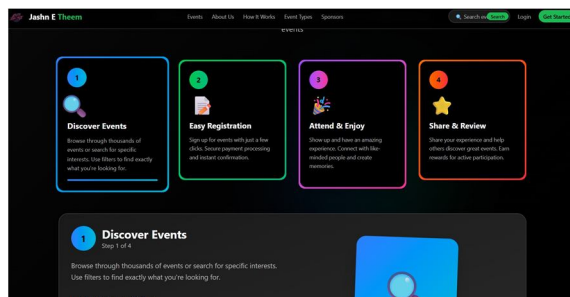 Jashn E Theem
Events About Us How It Works Event Types Sponsors
Search eve Search Login Get Started
events
1
Discover Events
Browse through thousands of
events or search for specific
interests. Use filters to find exactly
what you're looking for.
2
Easy Registration
Sign up for events with just a few
clicks. Secure payment processing
and instant confirmation.
3
Attend & Enjoy
Show up and have an amazing
experience. Connect with like-
minded people and create
memories.
4
Share & Review
Share your experience and help
others discover great events. Earn
rewards for active participation.
1
Discover Events
Step 1 of 4
Browse through thousands of events or search for specific interests.
Use filters to find exactly what you're looking for.